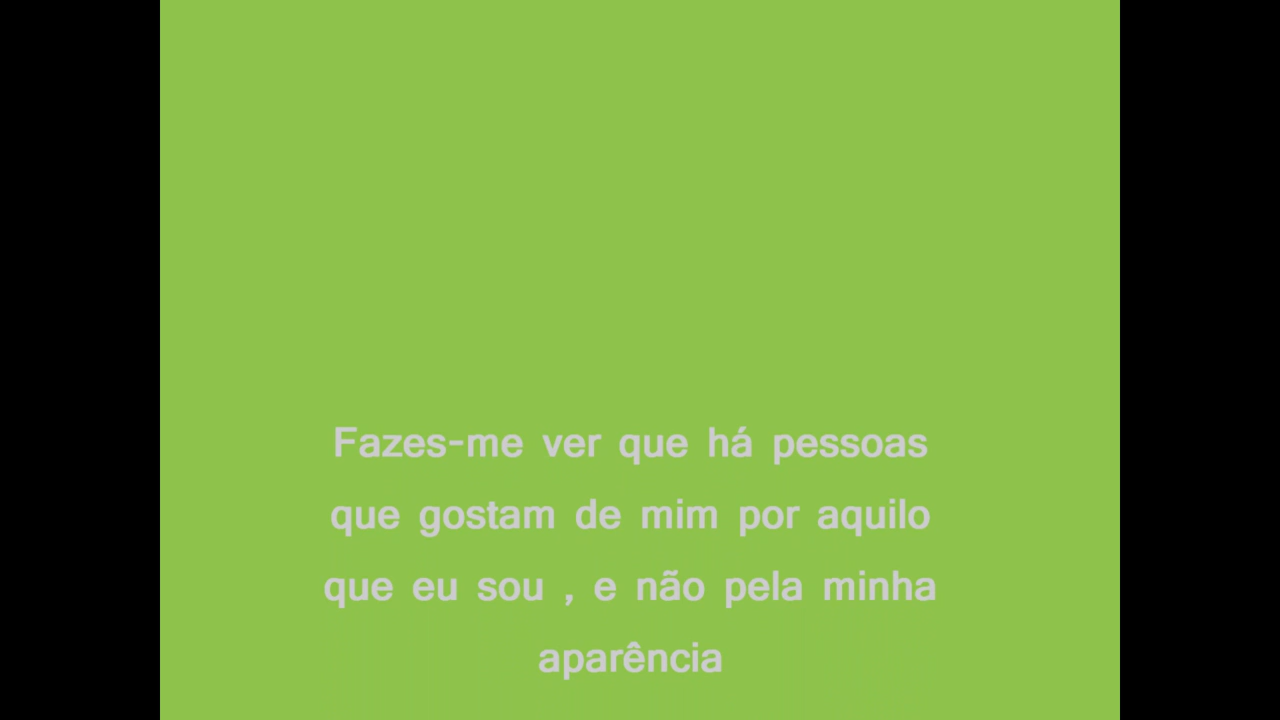 Fazes-me ver que há pessoas
que gostam de mim por aquilo
que eu sou , e não pela minha
aparência